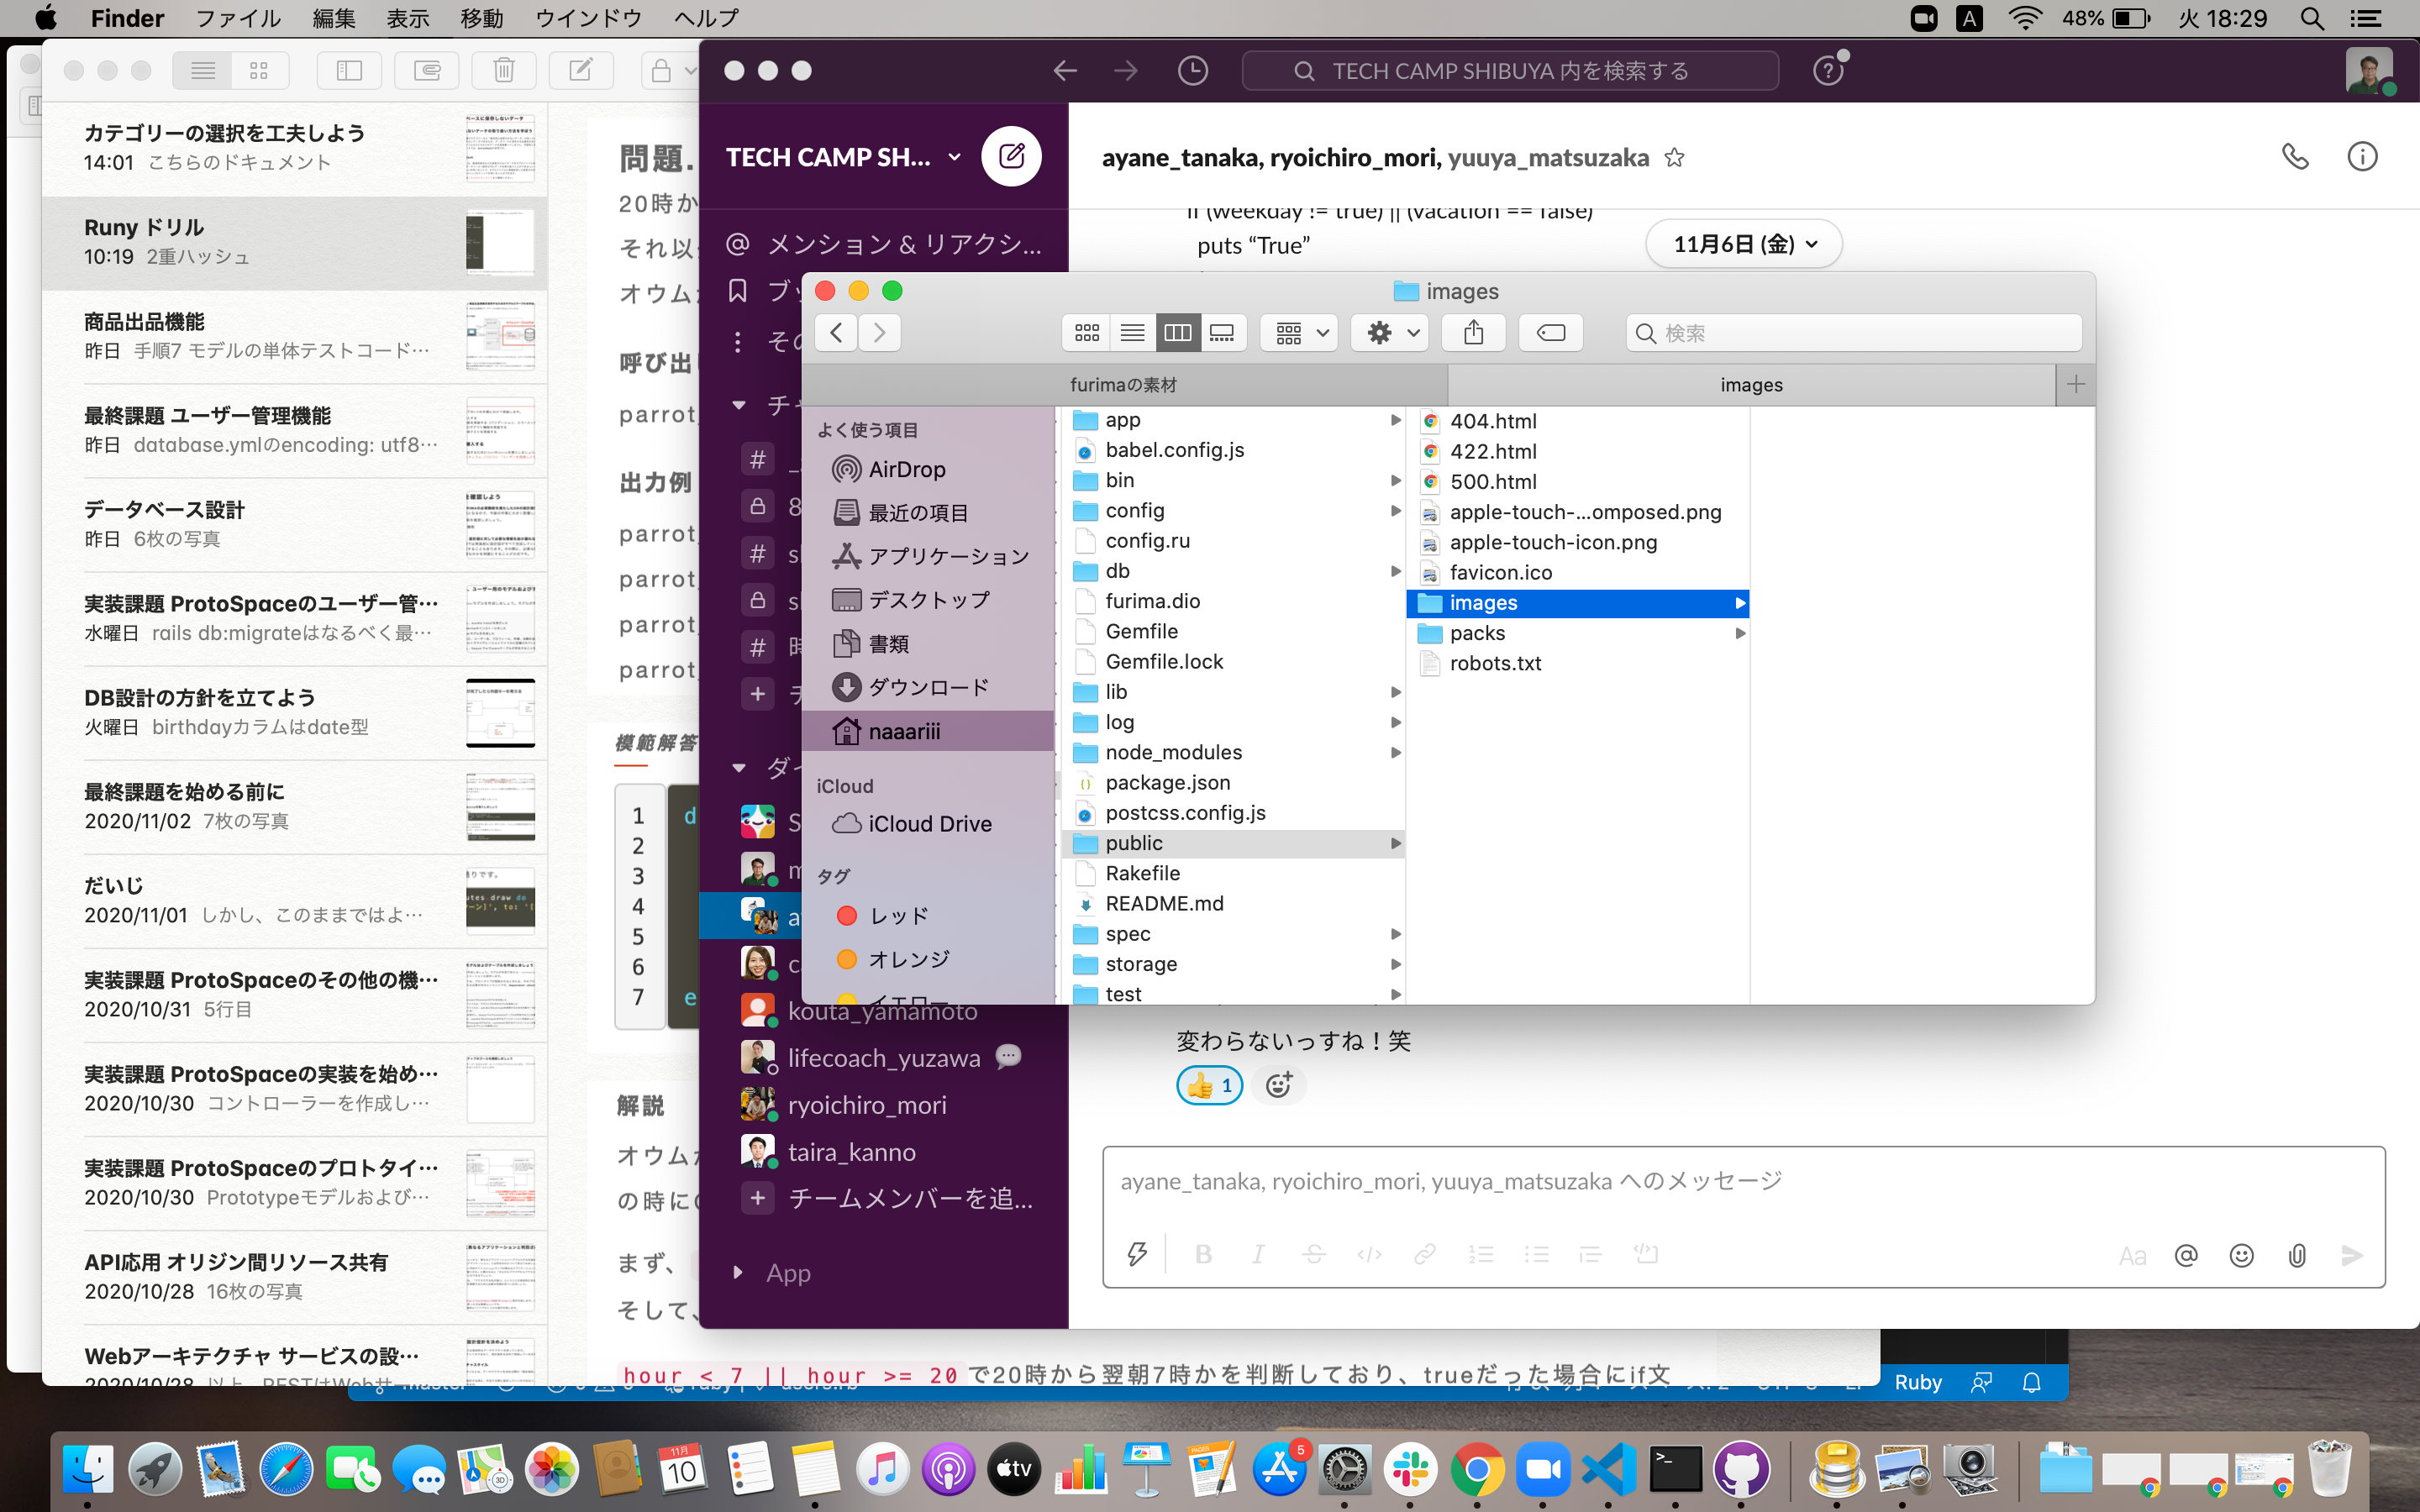 Finder ファイル 編集 表示 移動 ウインドウ ヘルプ
A 48% 火 18:29
カテゴリーの選択を工夫しよう
14:01 こちらのドキュメント
Runy ドリル
10:19 2重ハッシュ
商品出品機能
昨日 手順7 モデルの単体テストコード…
最終課題 ユーザー管理機能
昨日 database.ymlのencoding: utf8…
データベース設計
昨日 6枚の写真
実装課題 ProtoSpaceのユーザー管…
水曜日 rails db:migrateはなるべく最…
DB設計の方針を立てよう
火曜日 birthdayカラムはdate型
最終課題を始める前に
2020/11/02 7枚の写真
だいじ
2020/11/01 しかし、このままではよ…
実装課題 ProtoSpaceのその他の機…
2020/10/31 5行目
実装課題 ProtoSpaceの実装を始め…
2020/10/30 コントローラーを作成し…
実装課題 ProtoSpaceのプロトタイ…
2020/10/30 Prototypeモデルおよび…
API応用 オリジン間リソース共有
2020/10/28 16枚の写真
Webアーキテクチャ サービスの設…
2020/10/28 以上、RESTはWebサー…
問題.
20時か
それ以
オウムが
呼び出し
parrot
出力例
parrot
parrot
parrot
parrot
模範解答
1
2
3
4
5
6
7
d
e
解説
オウムが
の時に
まず、
そして、
hour < 7 || hour >= 20 で20時から翌朝7時かを判断しており、trueだった場合にif文
TECH CAMP SHIBUYA 内を検索する
TECH CAMP SH...
@ メンション & リアクシ...
kouta_yamamoto
lifecoach_yuzawa
ryoichiro_mori
taira_kanno
チームメンバーを追...
App
ayane_tanaka, ryoichiro_mori, yuuya_matsuzaka
if (weekday != true) || (vacation == false)
puts “True”
11月6日 (金)
変わらないっすね！笑
1
ayane_tanaka, ryoichiro_mori, yuuya_matsuzaka へのメッセージ
B I S </> Aa @
images
検索
furimaの素材
images
よく使う項目
AirDrop
最近の項目
アプリケーション
デスクトップ
書類
ダウンロード
naaariii
iCloud
iCloud Drive
タグ
レッド
オレンジ
イエロー
app
babel.config.js
bin
config
config.ru
db
furima.dio
Gemfile
Gemfile.lock
lib
log
node_modules
package.json
postcss.config.js
public
Rakefile
README.md
spec
storage
test
404.html
422.html
500.html
apple-touch-...omposed.png
apple-touch-icon.png
favicon.ico
images
packs
robots.txt
Ruby
11月
10
3D
tv
PAGES
5